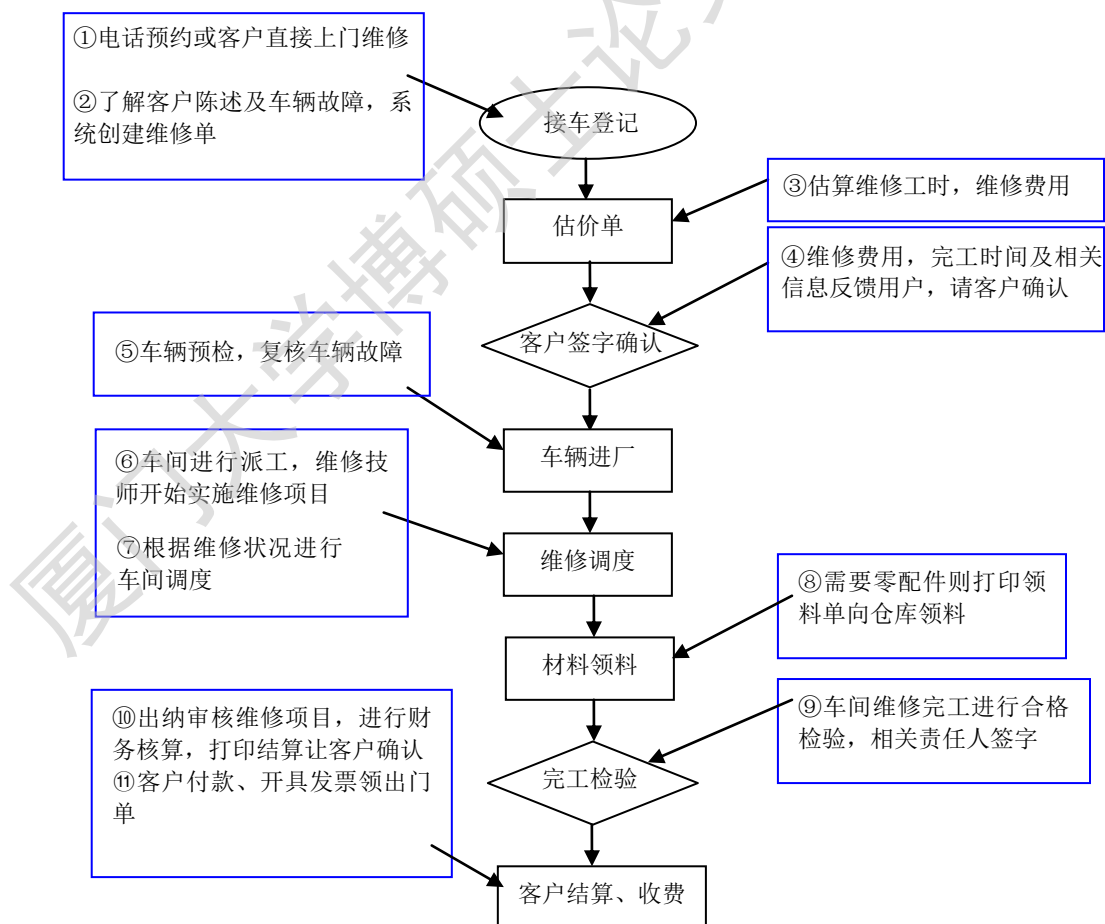 ①电话预约或客户直接上门维修
②了解客户陈述及车辆故障，系
统创建维修单
接车登记
③估算维修工时，维修费用
估价单
④维修费用，完工时间及相关
信息反馈用户，请客户确认
客户签字确认
⑤车辆预检，复核车辆故障
车辆进厂
⑥车间进行派工，维修技
师开始实施维修项目
⑦根据维修状况进行
车间调度
维修调度
⑧需要零配件则打印领
料单向仓库领料
材料领料
⑨车间维修完工进行合格
检验，相关责任人签字
⑩出纳审核维修项目，进行财
务核算，打印结算让客户确认
⑪客户付款、开具发票领出门
单
完工检验
客户结算、收费
厦门大学博硕士论